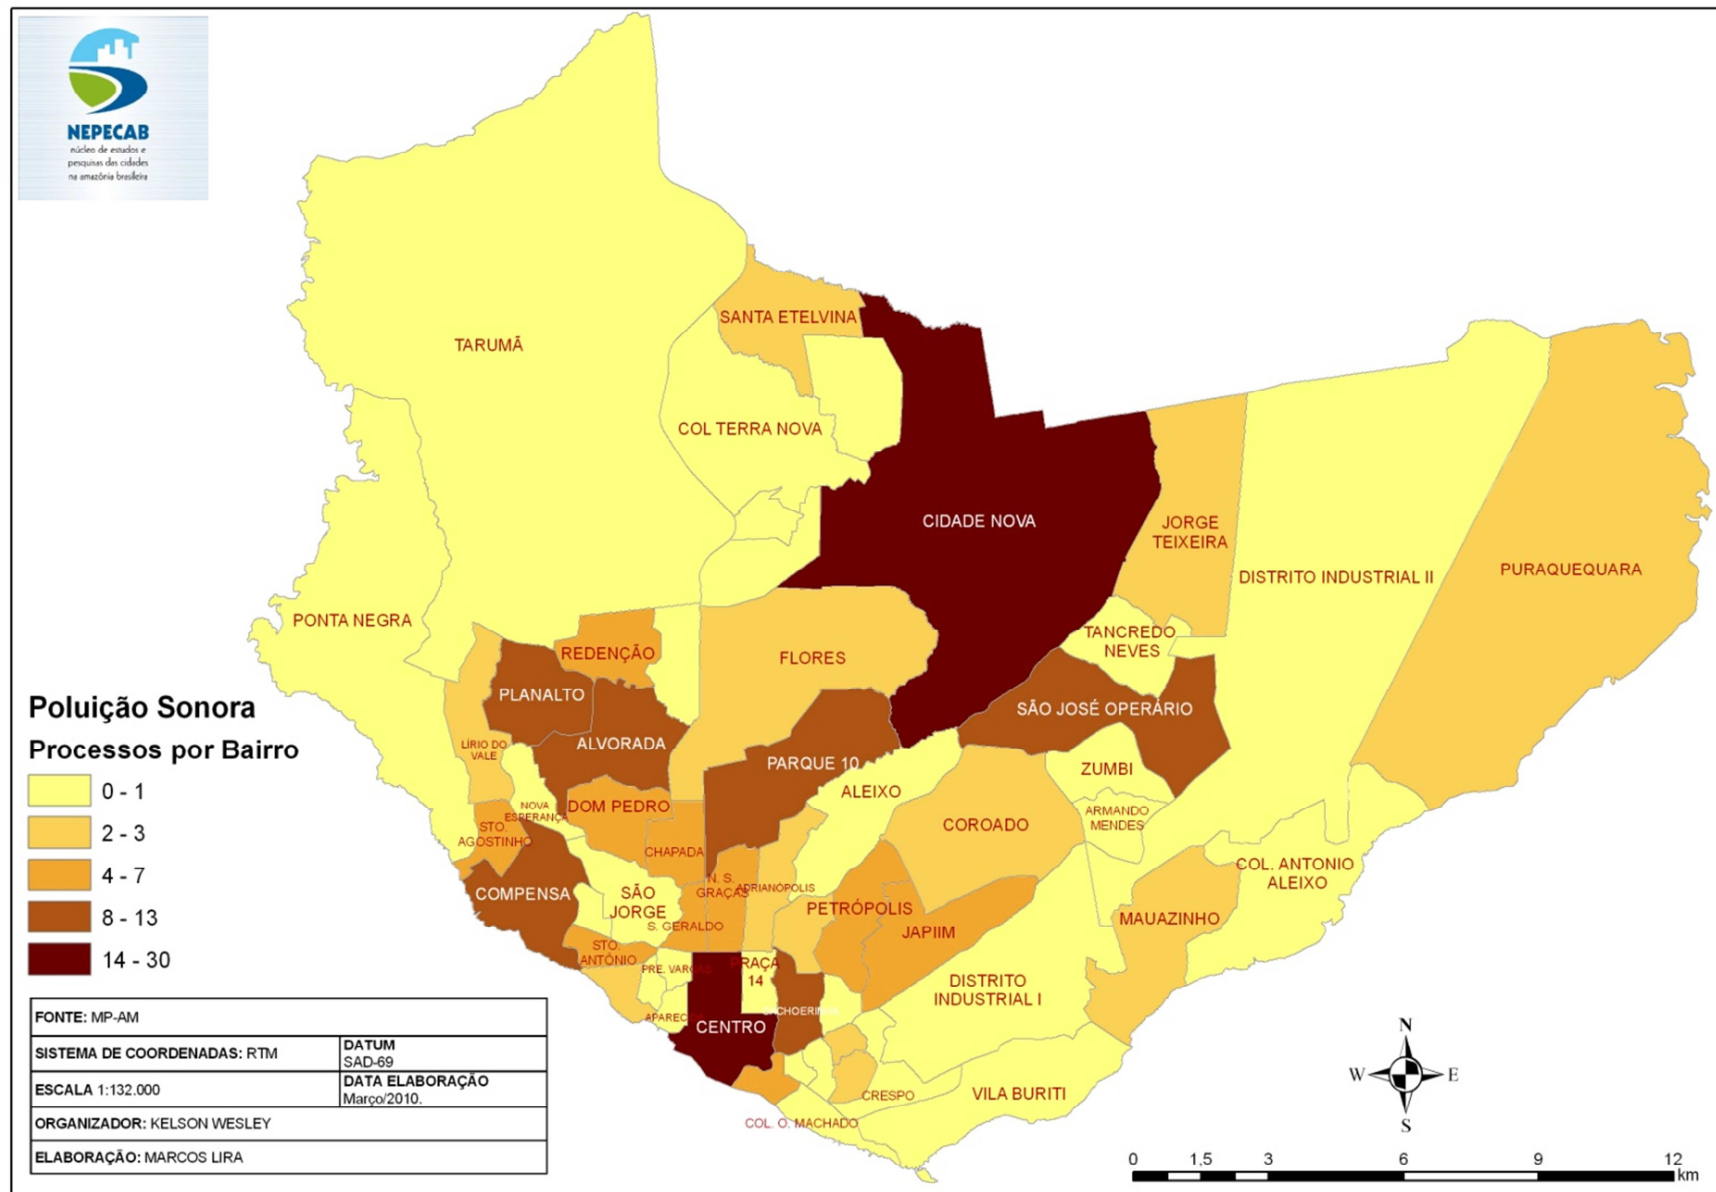 NEPECAB
núcleo de estudos e
pesquisas das cidades
na amazônia brasileira
SANTA ETELVINA
TARUMÃ
COL TERRA NOVA
CIDADE NOVA
JORGE
TEIXEIRA
PURAQUEQUARA
DISTRITO INDUSTRIAL II
PONTA NEGRA
TANCREDO
NEVES
REDENÇÃO
FLORES
PLANALTO
SÃO JOSÉ OPERÁRIO
LÍRIO DO
VALE
ALVORADA
PARQUE 10
ZUMBI
ALEIXO
NOVA
ESPERANÇA
DOM PEDRO
ARMANDO
MENDES
STO.
AGOSTINHO
COROADO
CHAPADA
COL. ANTONIO
ALEIXO
N. S.
GRAÇAS
ADRIANÓPOLIS
COMPENSA
SÃO
JORGE
PETRÓPOLIS
MAUAZINHO
S. GERALDO
JAPIIM
STO.
ANTÔNIO
PRE. VARGAS
PRAÇA
14
DISTRITO
INDUSTRIAL I
APARECI
CENTRO
CHOERIN
CRESPO
VILA BURITI
COL. O. MACHADO
Poluição Sonora
Processos por Bairro
0 - 1
2 - 3
4 - 7
8 - 13
14 - 30
FONTE: MP-AM
SISTEMA DE COORDENADAS: RTM
DATUM
SAD-69
ESCALA 1:132.000
DATA ELABORAÇÃO
Março/2010.
ORGANIZADOR: KELSON WESLEY
ELABORAÇÃO: MARCOS LIRA
N
W E
S
0 1,5 3 6 9 12
km